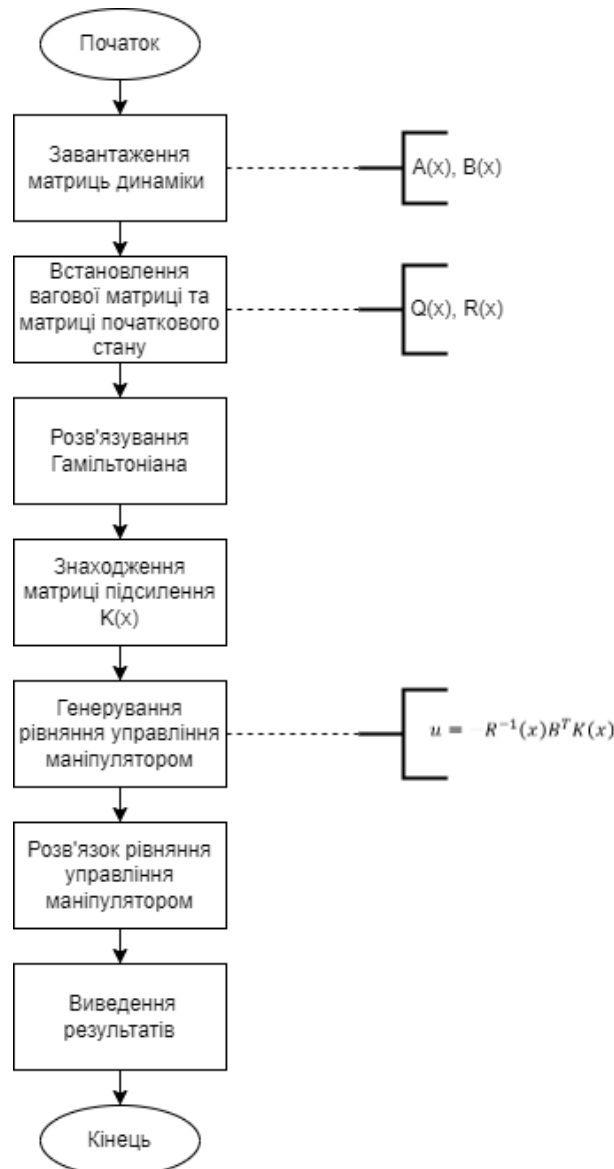 Початок
Завантаження
матриць динаміки
A(x), B(x)
Встановлення
вагової матриці та
матриці початкового
стану
Q(x), R(x)
Розв'язування
Гамільтоніана
Знаходження
матриці підсилення
K(x)
Генерування
рівняння управління
маніпулятором
u = -R⁻¹(x)Bᵀ K(x)
Розв'язок рівняння
управління
маніпулятором
Виведення
результатів
Кінець